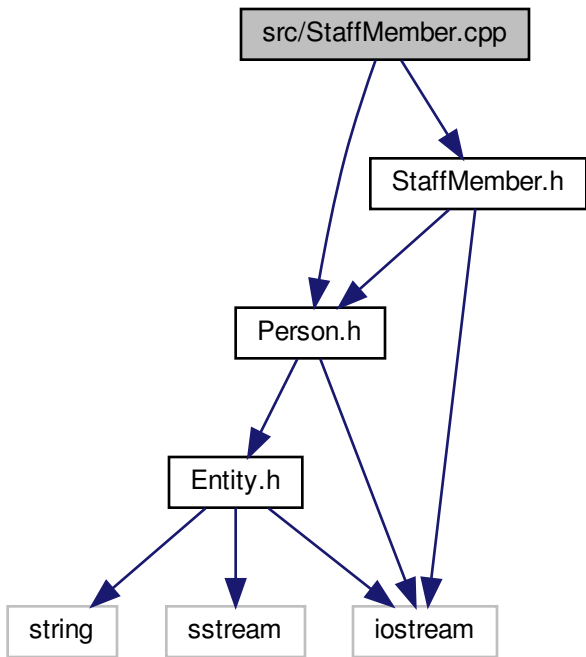 src/StaffMember.cpp
StaffMember.h
Person.h
Entity.h
string
sstream
iostream